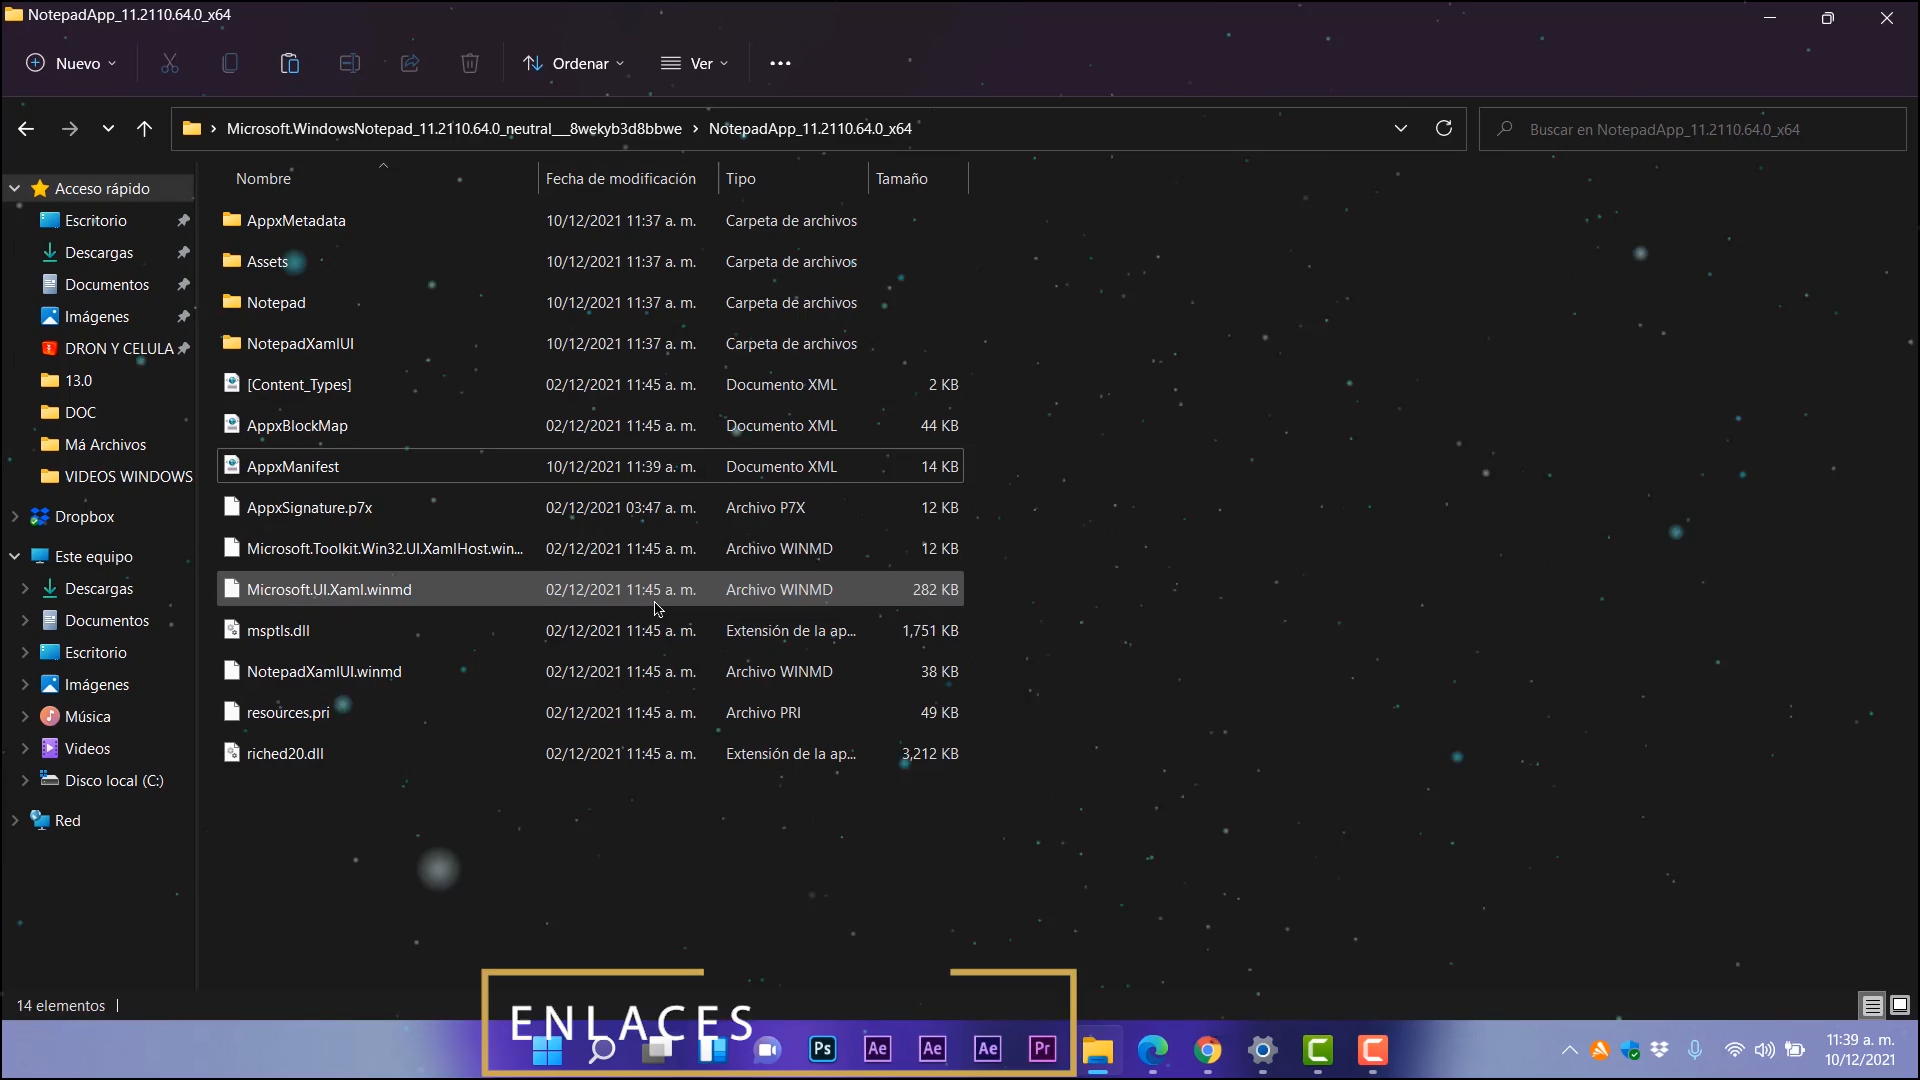 NotepadApp_11.2110.64.0_x64
Nuevo
Ordenar
Ver
Microsoft.WindowsNotepad_11.2110.64.0_neutral__8wekyb3d8bbwe > NotepadApp_11.2110.64.0_x64
Buscar en NotepadApp_11.2110.64.0_x64
Nombre Fecha de modificación Tipo Tamaño
AppxMetadata 10/12/2021 11:37 a. m. Carpeta de archivos
Assets 10/12/2021 11:37 a. m. Carpeta de archivos
Notepad 10/12/2021 11:37 a. m. Carpeta de archivos
NotepadXamlUI 10/12/2021 11:37 a. m. Carpeta de archivos
[Content_Types] 02/12/2021 11:45 a. m. Documento XML 2 KB
AppxBlockMap 02/12/2021 11:45 a. m. Documento XML 44 KB
AppxManifest 10/12/2021 11:39 a. m. Documento XML 14 KB
AppxSignature.p7x 02/12/2021 03:47 a. m. Archivo P7X 12 KB
Microsoft.Toolkit.Win32.UI.XamlHost.win... 02/12/2021 11:45 a. m. Archivo WINMD 12 KB
Microsoft.UI.Xaml.winmd 02/12/2021 11:45 a. m. Archivo WINMD 282 KB
msptls.dll 02/12/2021 11:45 a. m. Extensión de la ap... 1,751 KB
NotepadXamlUI.winmd 02/12/2021 11:45 a. m. Archivo WINMD 38 KB
resources.pri 02/12/2021 11:45 a. m. Archivo PRI 49 KB
riched20.dll 02/12/2021 11:45 a. m. Extensión de la ap... 3,212 KB
Acceso rápido
Escritorio
Descargas
Documentos
Imágenes
DRON Y CELULA
13.0
DOC
Má Archivos
VIDEOS WINDOWS
Dropbox
Este equipo
Descargas
Documentos
Escritorio
Imágenes
Música
Videos
Disco local (C:)
Red
14 elementos
ENLACES
Ps
Ae
Ae
Ae
Pr
11:39 a. m.
10/12/2021